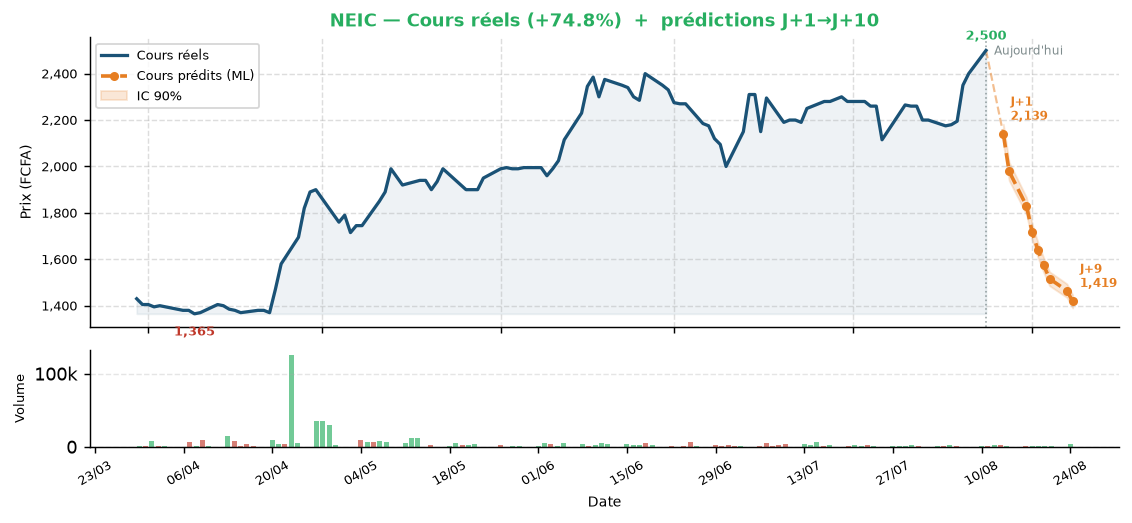 NEIC — Cours réels (+74.8%)  +  prédictions J+1→J+10
Cours réels
Cours prédits (ML)
IC 90%
2,500
Aujourd'hui
J+1
2,139
J+9
1,419
1,365
Prix (FCFA)
2,400
2,200
2,000
1,800
1,600
1,400
Volume
100k
0
23/03
06/04
20/04
04/05
18/05
01/06
15/06
29/06
13/07
27/07
10/08
24/08
Date